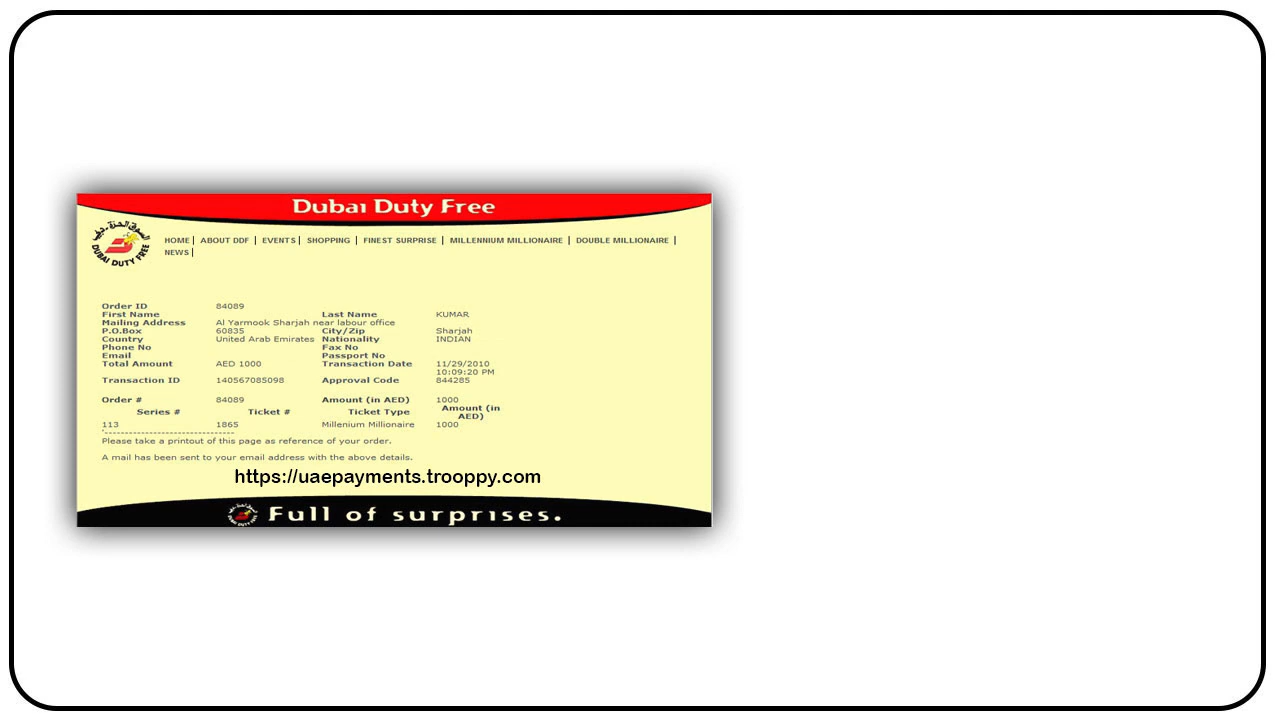 Dubai Duty Free
السوق الحرة - دبي
DUBAI DUTY FREE
HOME | ABOUT DDF | EVENTS | SHOPPING | FINEST SURPRISE | MILLENNIUM MILLIONAIRE | DOUBLE MILLIONAIRE |
NEWS |
Order ID 84089
First Name Last Name KUMAR
Mailing Address Al Yarmook Sharjah near labour office
P.O.Box 60835 City/Zip Sharjah
Country United Arab Emirates Nationality INDIAN
Phone No Fax No
Email Passport No
Total Amount AED 1000 Transaction Date 11/29/2010
10:09:20 PM
Transaction ID 140567085098 Approval Code 844285
Order # 84089 Amount (in AED) 1000
Series # Ticket # Ticket Type Amount (in
AED)
113 1865 Millenium Millionaire 1000
Please take a printout of this page as reference of your order.
A mail has been sent to your email address with the above details.
https://uaepayments.trooppy.com
Full of surprises.